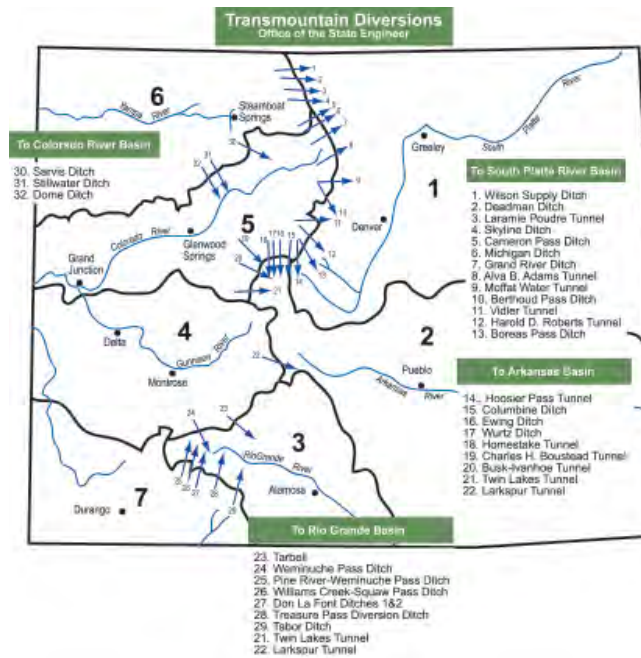 Transmountain Diversions
Office of the State Engineer
6
Yampa River
Steamboat
Springs
To Colorado River Basin
30. Sarvis Ditch
31. Stillwater Ditch
32. Dome Ditch
Greeley
South Platte River
1
Denver
To South Platte River Basin
1. Wilson Supply Ditch
2. Deadman Ditch
3. Laramie Poudre Tunnel
4. Skyline Ditch
5. Cameron Pass Ditch
6. Michigan Ditch
7. Grand River Ditch
8. Alva B. Adams Tunnel
9. Moffat Water Tunnel
10. Berthoud Pass Ditch
11. Vidler Tunnel
12. Harold D. Roberts Tunnel
13. Boreas Pass Ditch
5
Colorado River
Glenwood
Springs
Grand
Junction
4
Delta
Gunnison River
Montrose
2
Pueblo
Arkansas River
To Arkansas Basin
14.. Hoosier Pass Tunnel
15. Columbine Ditch
16. Ewing Ditch
17. Wurtz Ditch
18. Homestake Tunnel
19. Charles H. Boustead Tunnel
20. Busk-Ivanhoe Tunnel
21. Twin Lakes Tunnel
22. Larkspur Tunnel
3
RioGrande River
Alamosa
7
Durango
To Rio Grande Basin
23. Tarbell
24. Weminuche Pass Ditch
25. Pine River-Weminuche Pass Ditch
26. Williams Creek-Squaw Pass Ditch
27. Don La Font Ditches 1&2
28. Treasure Pass Diversion Ditch
29. Tabor Ditch
21. Twin Lakes Tunnel
22. Larkspur Tunnel